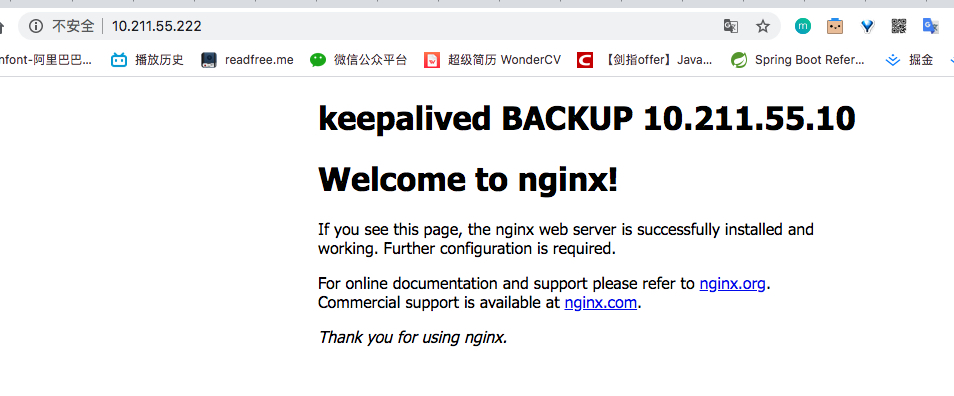 不安全 10.211.55.222
nfont-阿里巴巴... 播放历史 readfree.me 微信公众平台 超级简历 WonderCV 【剑指offer】Java... Spring Boot Refer... 掘金
keepalived BACKUP 10.211.55.10
Welcome to nginx!
If you see this page, the nginx web server is successfully installed and
working. Further configuration is required.
For online documentation and support please refer to nginx.org.
Commercial support is available at nginx.com.
Thank you for using nginx.